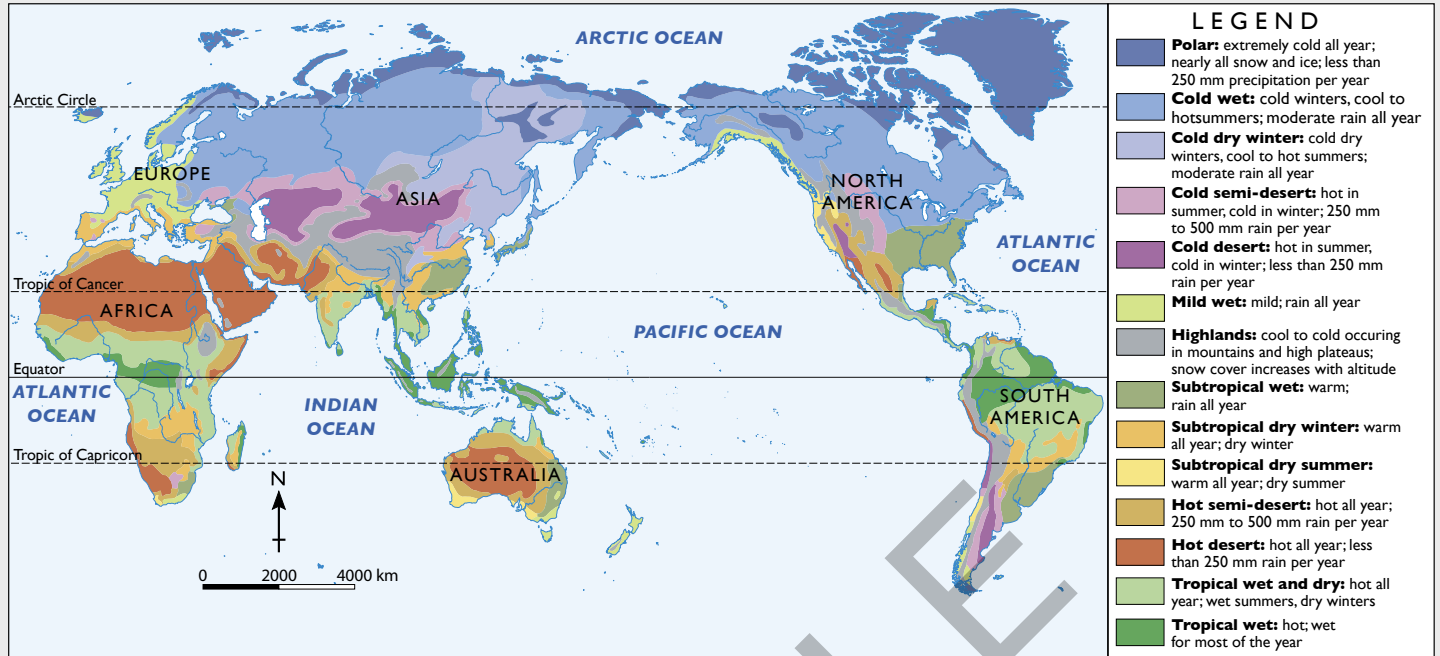 ARCTIC OCEAN
Arctic Circle
EUROPE
ASIA
NORTH
AMERICA
ATLANTIC
OCEAN
Tropic of Cancer
AFRICA
PACIFIC OCEAN
Equator
ATLANTIC
OCEAN
INDIAN
OCEAN
SOUTH
AMERICA
Tropic of Capricorn
AUSTRALIA
N
0 2000 4000 km
LEGEND
Polar: extremely cold all year;
nearly all snow and ice; less than
250 mm precipitation per year
Cold wet: cold winters, cool to
hotsummers; moderate rain all year
Cold dry winter: cold dry
winters, cool to hot summers;
moderate rain all year
Cold semi-desert: hot in
summer, cold in winter; 250 mm
to 500 mm rain per year
Cold desert: hot in summer,
cold in winter; less than 250 mm
rain per year
Mild wet: mild; rain all year
Highlands: cool to cold occuring
in mountains and high plateaus;
snow cover increases with altitude
Subtropical wet: warm;
rain all year
Subtropical dry winter: warm
all year; dry winter
Subtropical dry summer:
warm all year; dry summer
Hot semi-desert: hot all year;
250 mm to 500 mm rain per year
Hot desert: hot all year; less
than 250 mm rain per year
Tropical wet and dry: hot all
year; wet summers, dry winters
Tropical wet: hot; wet
for most of the year